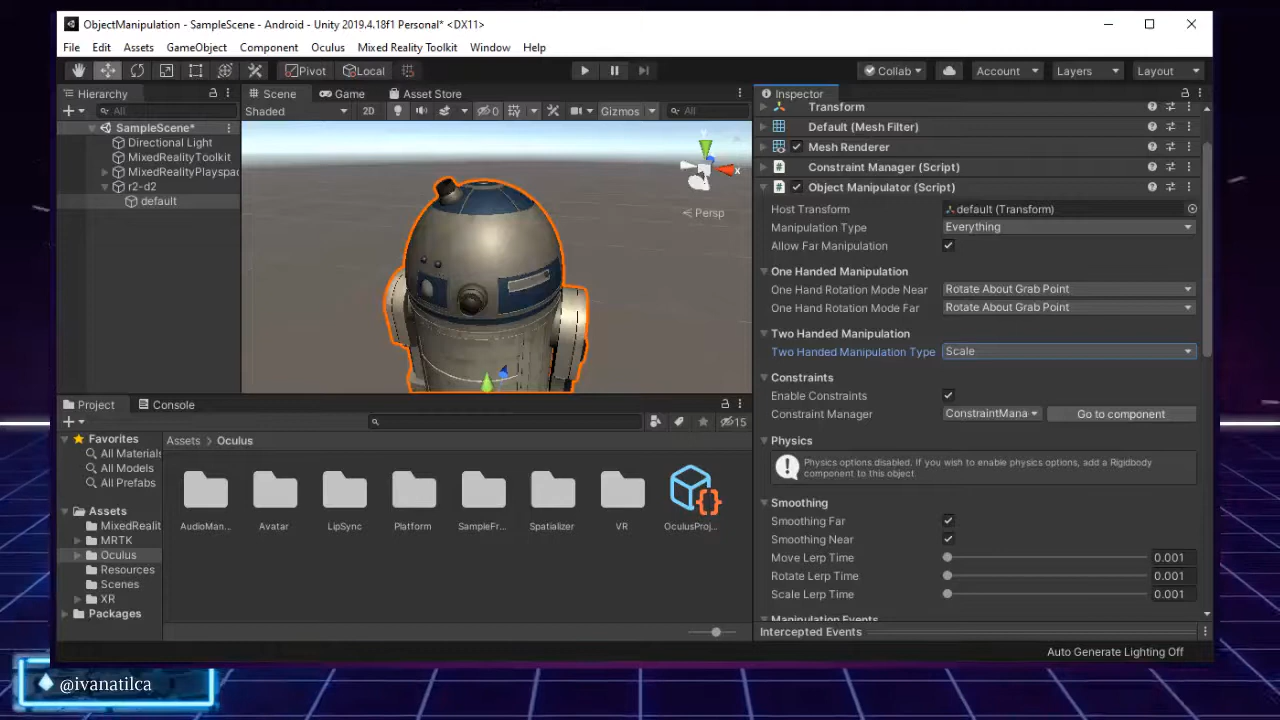 ObjectManipulation - SampleScene - Android - Unity 2019.4.18f1 Personal* <DX11>
File Edit Assets GameObject Component Oculus Mixed Reality Toolkit Window Help
Pivot Local Collab Account Layers Layout
Hierarchy
All
SampleScene*
Directional Light
MixedRealityToolkit
MixedRealityPlayspac
r2-d2
default
Scene Game Asset Store
Shaded 2D 0 Gizmos All
y
x
Persp
Inspector
Transform
Default (Mesh Filter)
Mesh Renderer
Constraint Manager (Script)
Object Manipulator (Script)
Host Transform default (Transform)
Manipulation Type Everything
Allow Far Manipulation
One Handed Manipulation
One Hand Rotation Mode Near Rotate About Grab Point
One Hand Rotation Mode Far Rotate About Grab Point
Two Handed Manipulation
Two Handed Manipulation Type Scale
Constraints
Enable Constraints
Constraint Manager ConstraintMana Go to component
Physics
Physics options disabled. If you wish to enable physics options, add a Rigidbody
component to this object.
Smoothing
Smoothing Far
Smoothing Near
Move Lerp Time 0.001
Rotate Lerp Time 0.001
Scale Lerp Time 0.001
Manipulation Events
Intercepted Events
Project Console
15
Favorites
All Materials
All Models
All Prefabs
Assets
MixedRealit
MRTK
Oculus
Resources
Scenes
XR
Packages
Assets Oculus
AudioMan... Avatar LipSync Platform SampleFr... Spatializer VR OculusProj...
Auto Generate Lighting Off
@ivanatilca